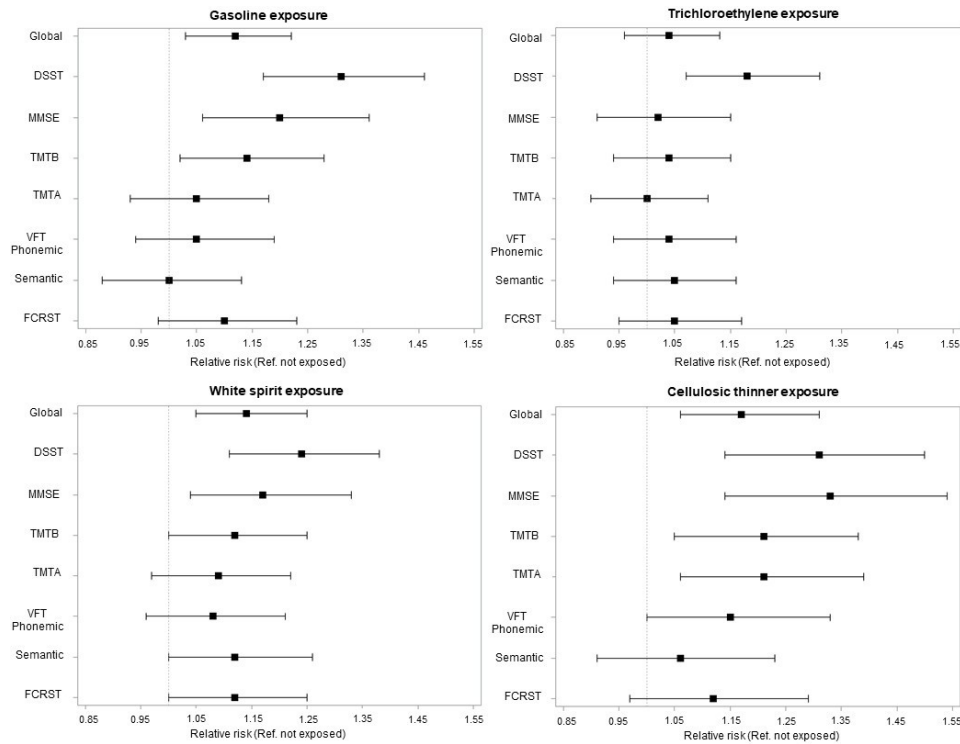 Gasoline exposure
Global
DSST
MMSE
TMTB
TMTA
VFT
Phonemic
Semantic
FCRST
0.85 0.95 1.05 1.15 1.25 1.35 1.45 1.55
Relative risk (Ref. not exposed)
Trichloroethylene exposure
Global
DSST
MMSE
TMTB
TMTA
VFT
Phonemic
Semantic
FCRST
0.85 0.95 1.05 1.15 1.25 1.35 1.45 1.55
Relative risk (Ref. not exposed)
White spirit exposure
Global
DSST
MMSE
TMTB
TMTA
VFT
Phonemic
Semantic
FCRST
0.85 0.95 1.05 1.15 1.25 1.35 1.45 1.55
Relative risk (Ref. not exposed)
Cellulosic thinner exposure
Global
DSST
MMSE
TMTB
TMTA
VFT
Phonemic
Semantic
FCRST
0.85 0.95 1.05 1.15 1.25 1.35 1.45 1.55
Relative risk (Ref. not exposed)